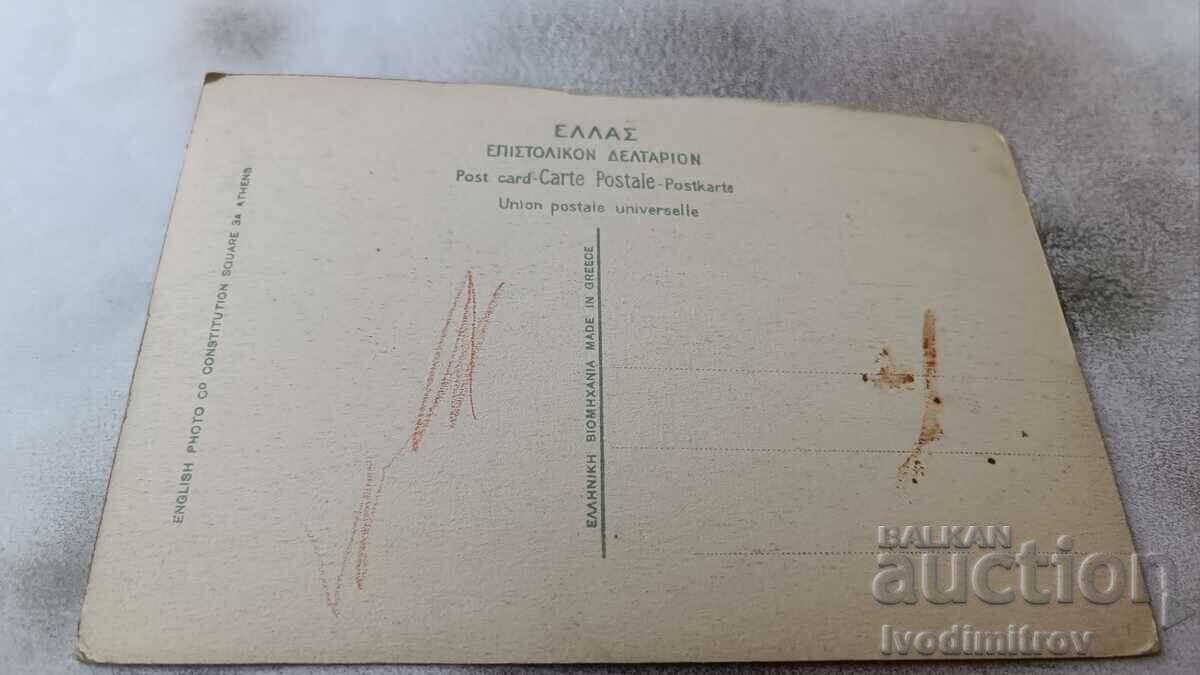 ΕΛΛΑΣ
ΕΠΙΣΤΟΛΙΚΟΝ ΔΕΛΤΑΡΙΟΝ
Post card-Carte Postale-Postkarte
Union postale universelle
ENGLISH PHOTO Cº CONSTITUTION SQUARE 3A ATHENS
ΕΛΛΗΝΙΚΗ ΒΙΟΜΗΧΑΝΙΑ MADE IN GREECE
BALKAN
auction
Ivodimitrov